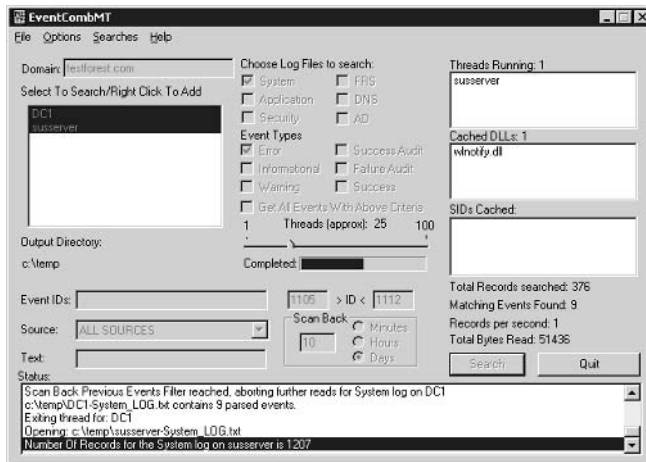 EventCombMT
File Options Searches Help
Domain: testforest.com
Select To Search/Right Click To Add
DC1
susserver
Output Directory:
c:\temp
Choose Log Files to search:
System FRS
Application DNS
Security AD
Event Types
Error Success Audit
Informational Failure Audit
Warning Success
Get All Events With Above Criteria
1 Threads (approx): 25 100
Completed:
Threads Running: 1
susserver
Cached DLLs: 1
wlnotify.dll
SIDs Cached:
Total Records searched: 376
Matching Events Found: 9
Records per second: 1
Total Bytes Read: 51436
Event IDs: 1105 > ID < 1112
Source: ALL SOURCES
Text:
Scan Back
10
Minutes
Hours
Days
Search Quit
Status:
Scan Back Previous Events Filter reached, aborting further reads for System log on DC1
c:\temp\DC1-System_LOG.txt contains 9 parsed events.
Exiting thread for: DC1
Opening: c:\temp\susserver-System_LOG.txt
Number Of Records for the System log on susserver is 1207